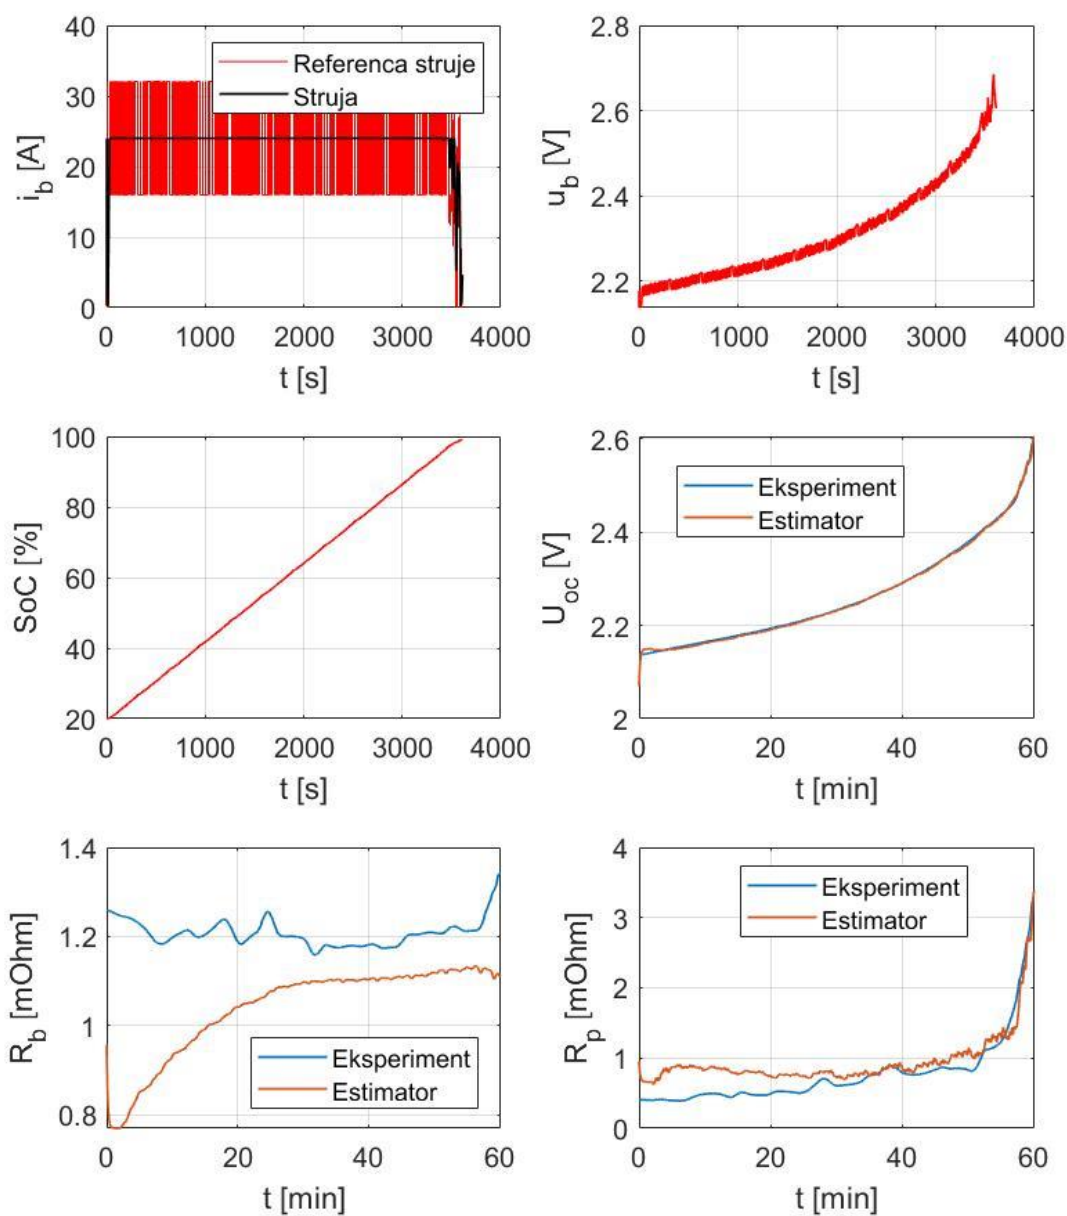 40
30
20
10
0
i_b [A]
Referenca struje
Struja
0 1000 2000 3000 4000
t [s]
2.8
2.6
2.4
2.2
u_b [V]
0 1000 2000 3000 4000
t [s]
100
80
60
40
20
SoC [%]
0 1000 2000 3000 4000
t [s]
2.6
2.4
2.2
2
U_oc [V]
Eksperiment
Estimator
0 20 40 60
t [min]
1.4
1.2
1
0.8
R_b [mOhm]
Eksperiment
Estimator
0 20 40 60
t [min]
4
3
2
1
0
R_p [mOhm]
Eksperiment
Estimator
0 20 40 60
t [min]